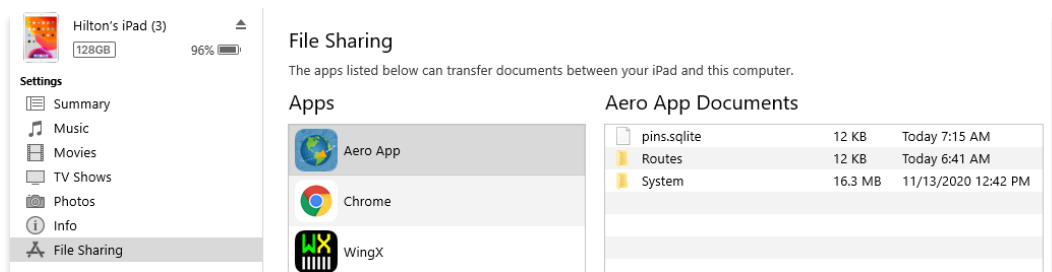 Hilton's iPad (3)
128GB
96%
Settings
Summary
Music
Movies
TV Shows
Photos
Info
File Sharing
File Sharing
The apps listed below can transfer documents between your iPad and this computer.
Apps
Aero App
Chrome
WX
WingX
Aero App Documents
pins.sqlite 12 KB Today 7:15 AM
Routes 12 KB Today 6:41 AM
System 16.3 MB 11/13/2020 12:42 PM